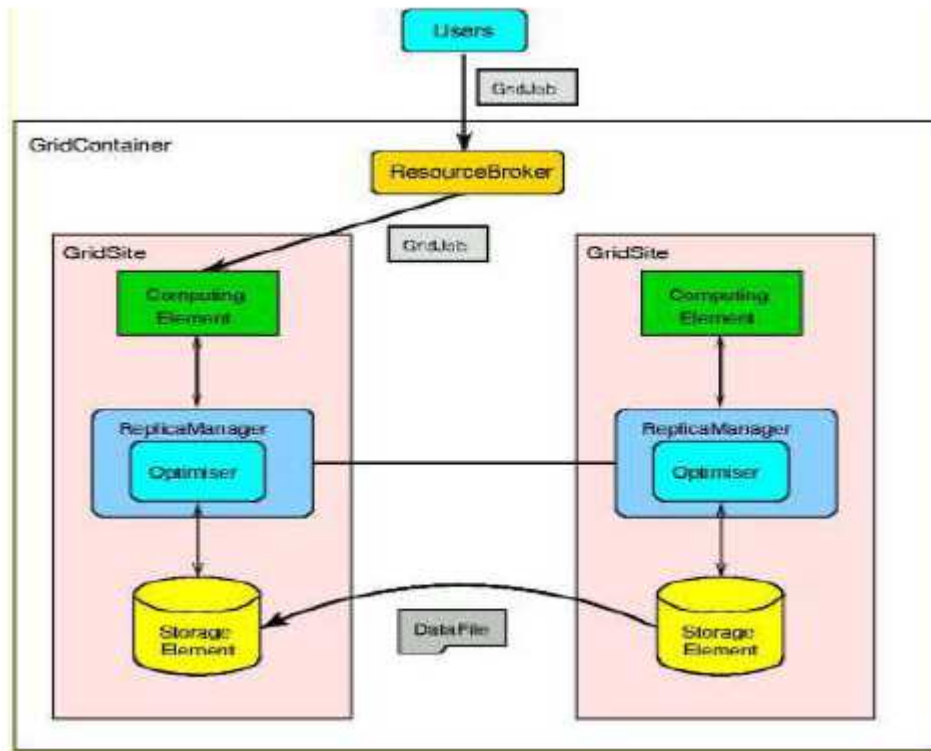 Users
GridJob
GridContainer
ResourceBroker
GridJob
GridSite
GridSite
Computing
Element
Computing
Element
ReplicaManager
ReplicaManager
Optimiser
Optimiser
DataFile
Storage
Element
Storage
Element